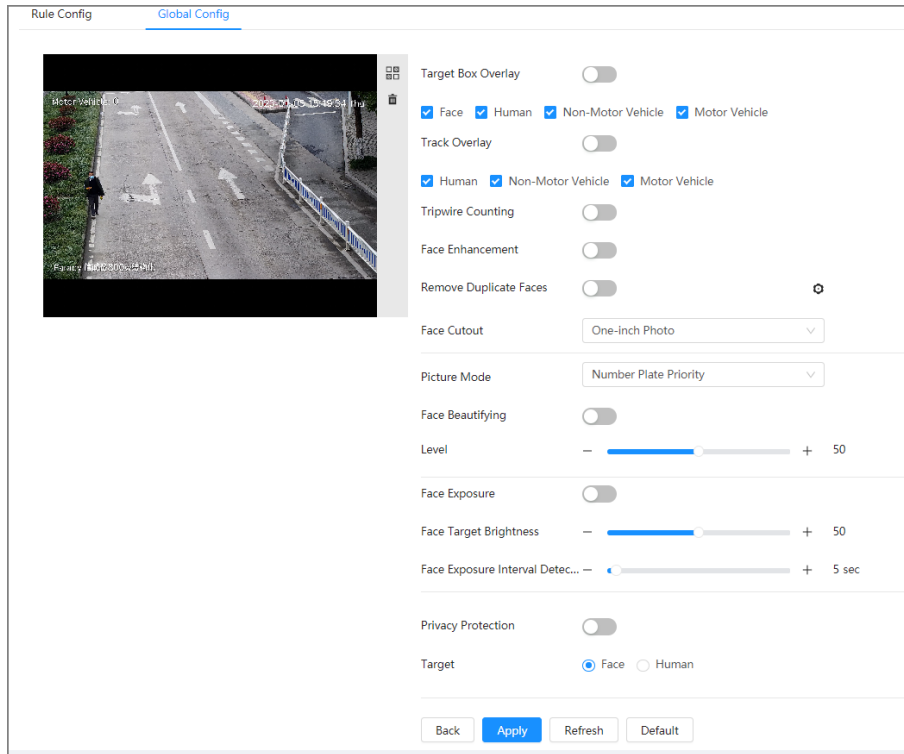 Rule Config Global Config
Motor Vehicle: 0
Target Box Overlay
Face Human Non-Motor Vehicle Motor Vehicle
Track Overlay
Human Non-Motor Vehicle Motor Vehicle
Tripwire Counting
Face Enhancement
Remove Duplicate Faces
Face Cutout One-inch Photo
Picture Mode Number Plate Priority
Face Beautifying
Level − + 50
Face Exposure
Face Target Brightness − + 50
Face Exposure Interval Detec... − + 5 sec
Privacy Protection
Target Face Human
Back Apply Refresh Default